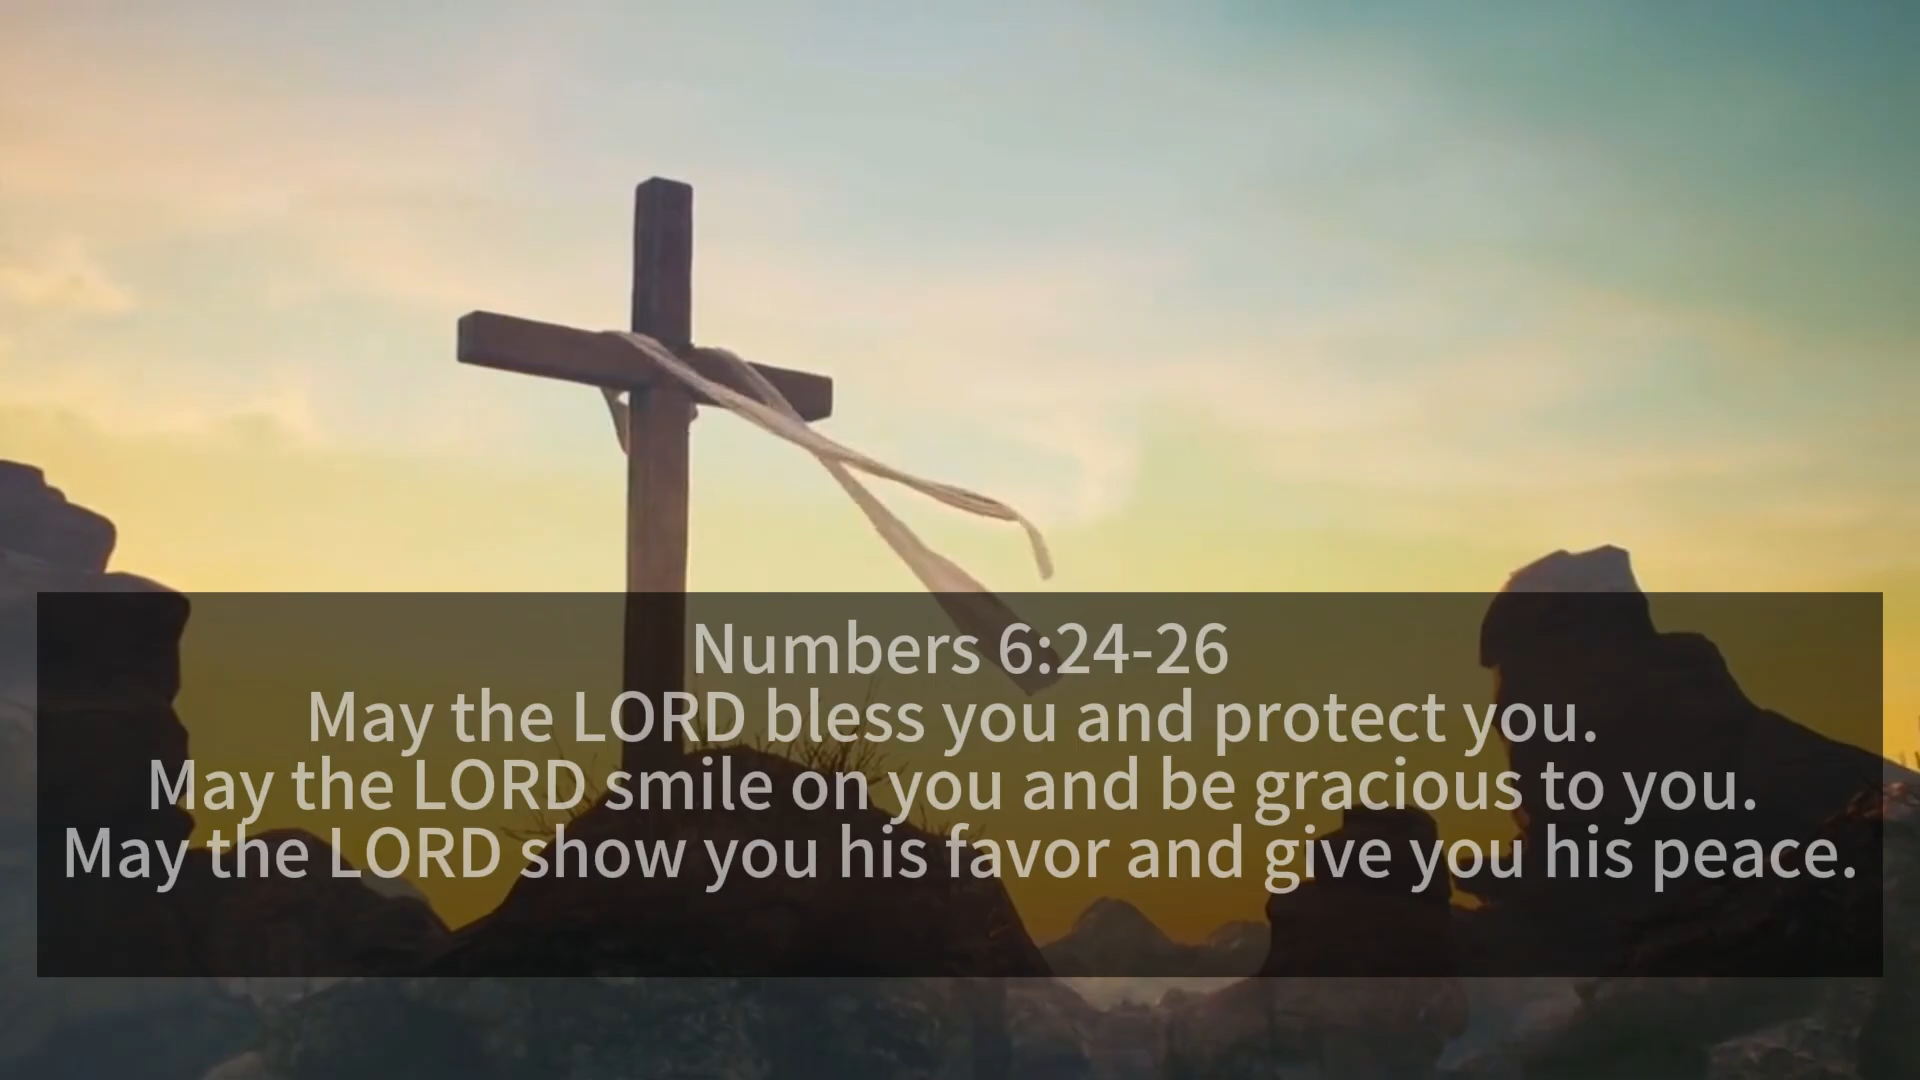 Numbers 6:24-26
May the LORD bless you and protect you.
May the LORD smile on you and be gracious to you.
May the LORD show you his favor and give you his peace.